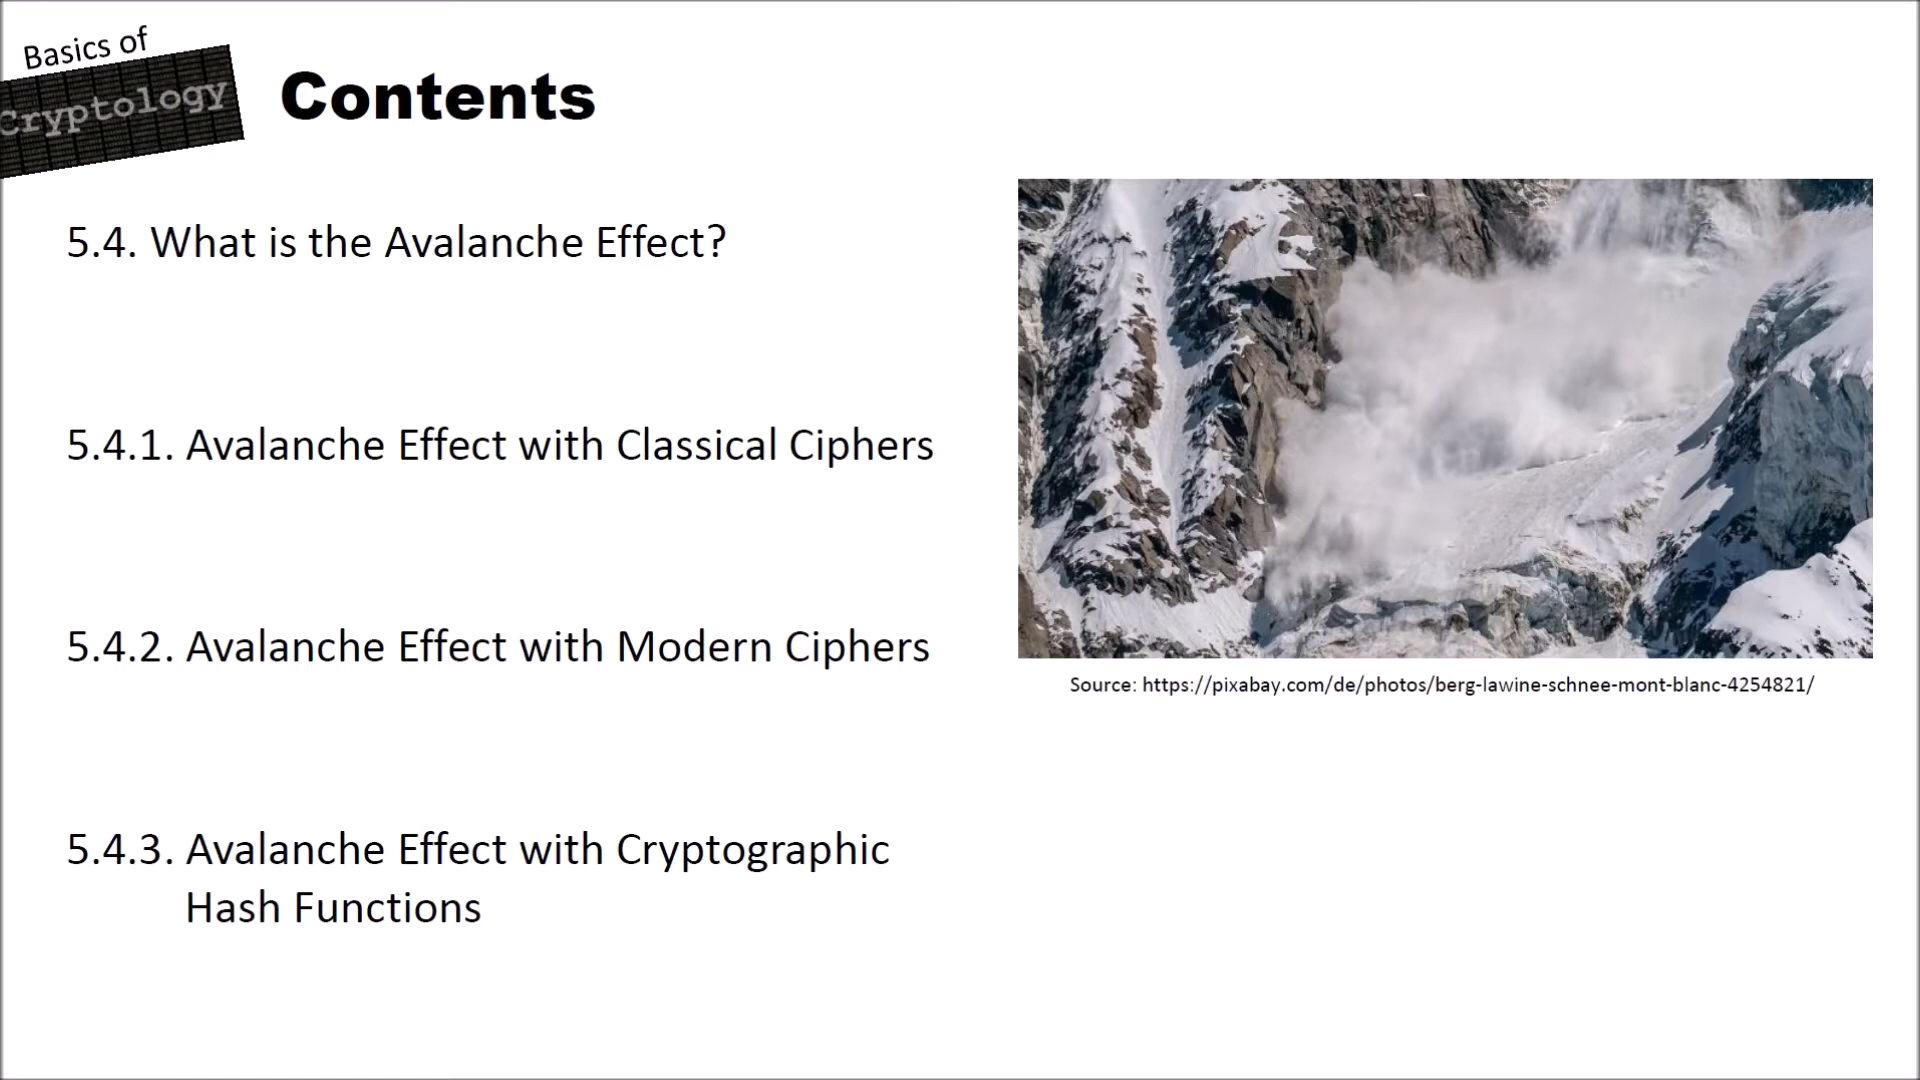 Basics of
Cryptology
Contents
5.4. What is the Avalanche Effect?
5.4.1. Avalanche Effect with Classical Ciphers
5.4.2. Avalanche Effect with Modern Ciphers
5.4.3. Avalanche Effect with Cryptographic
Hash Functions
Source: https://pixabay.com/de/photos/berg-lawine-schnee-mont-blanc-4254821/